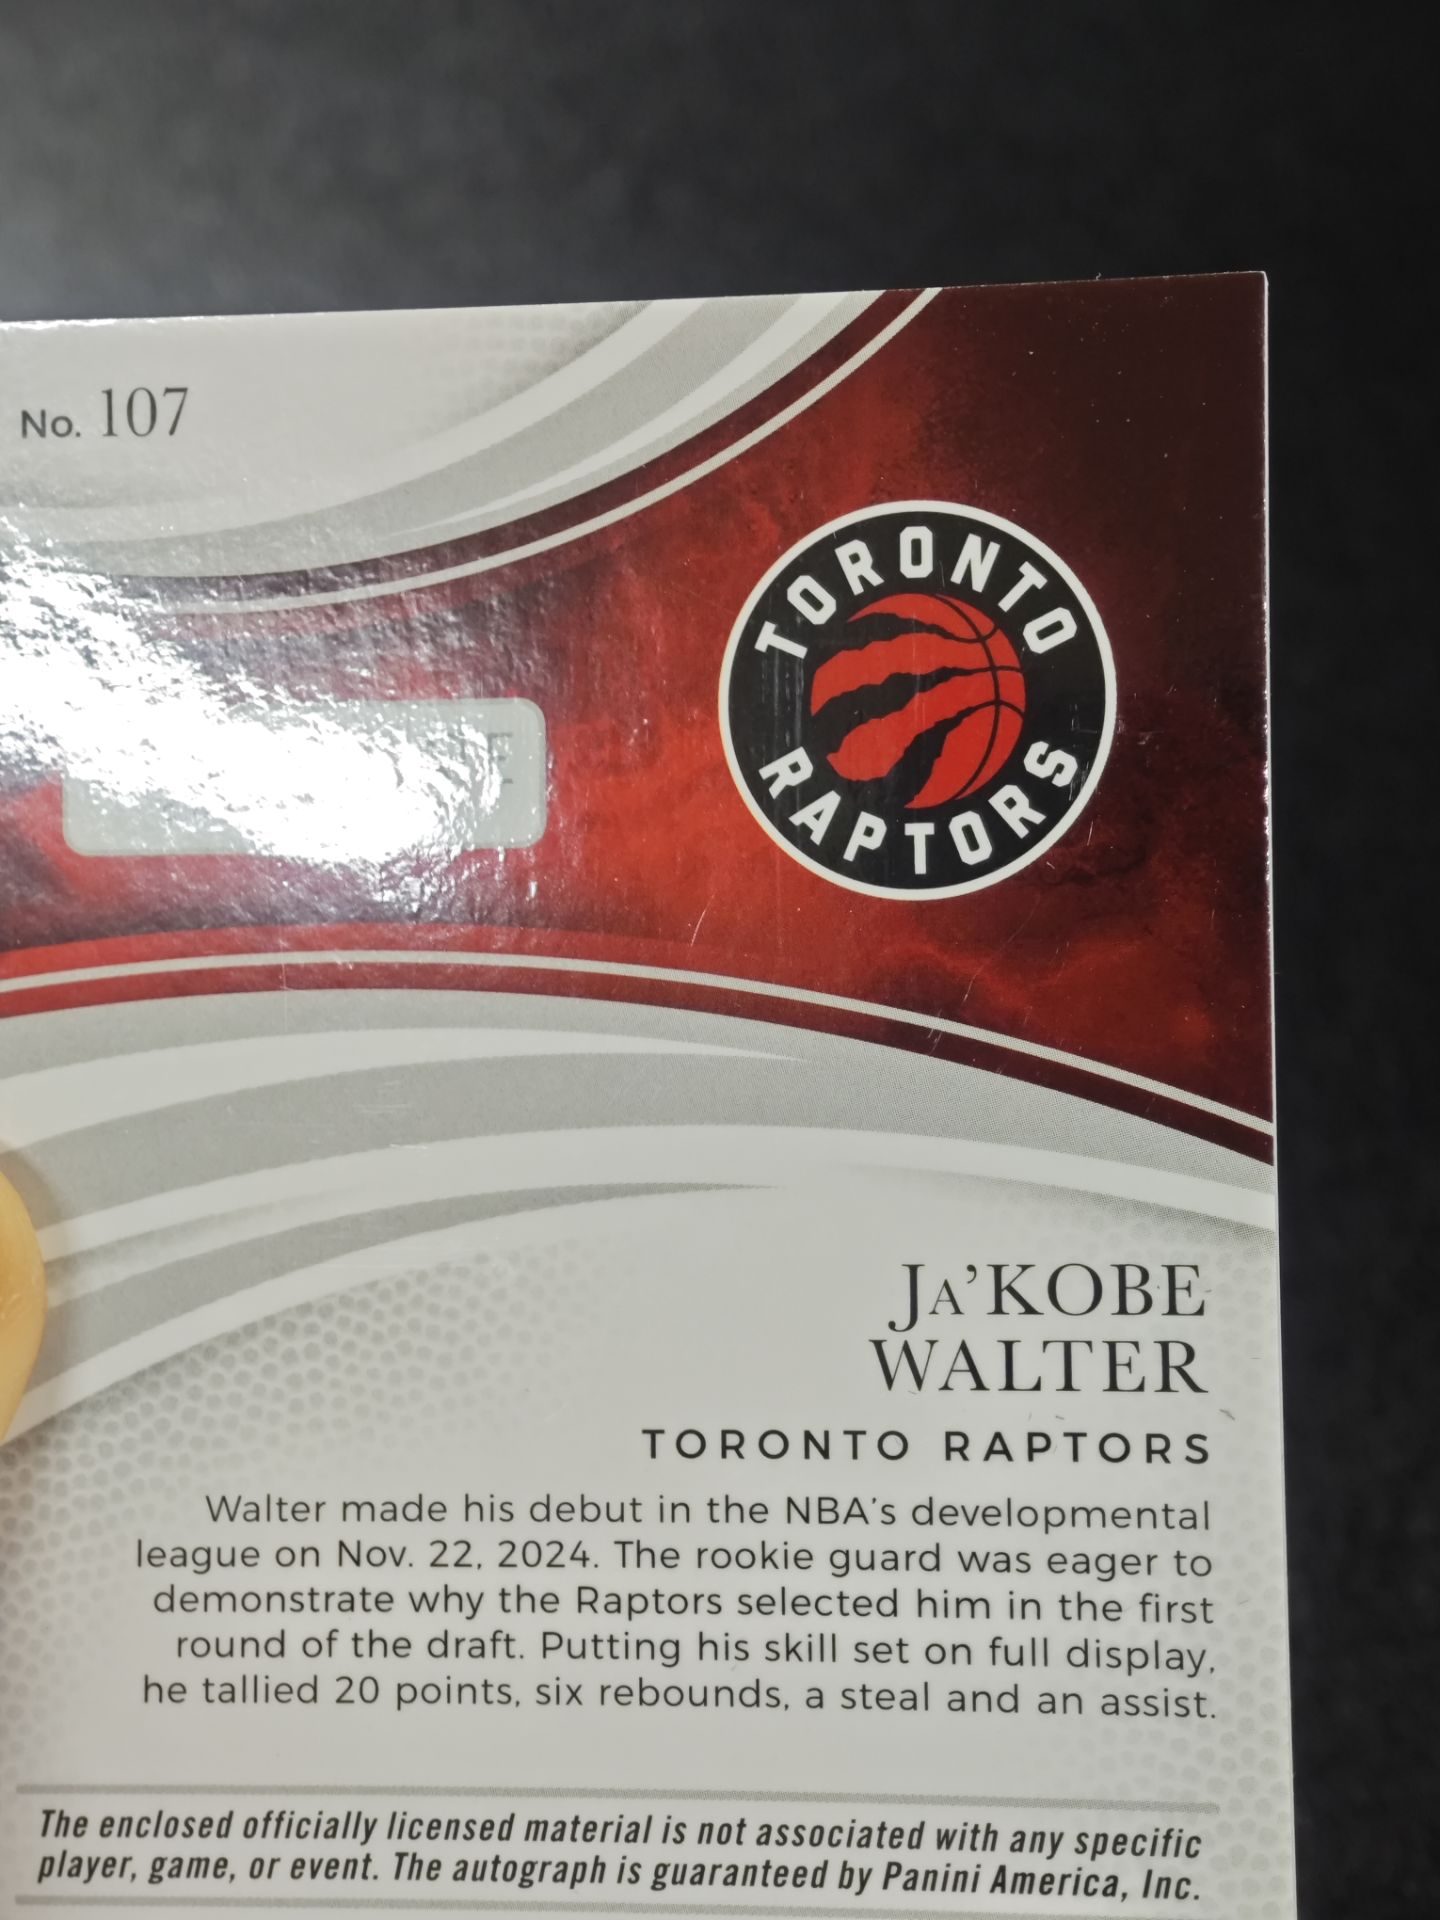 No. 107
TORONTO
RAPTORS
JA'KOBE
WALTER
TORONTO RAPTORS
Walter made his debut in the NBA's developmental
league on Nov. 22, 2024. The rookie guard was eager to
demonstrate why the Raptors selected him in the first
round of the draft. Putting his skill set on full display,
he tallied 20 points, six rebounds, a steal and an assist.
The enclosed officially licensed material is not associated with any specific
player, game, or event. The autograph is guaranteed by Panini America, Inc.